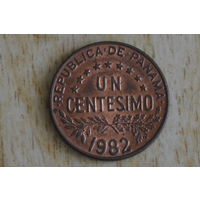 REPUBLICA·DE·PANAMA
UN
CENTESIMO
1982